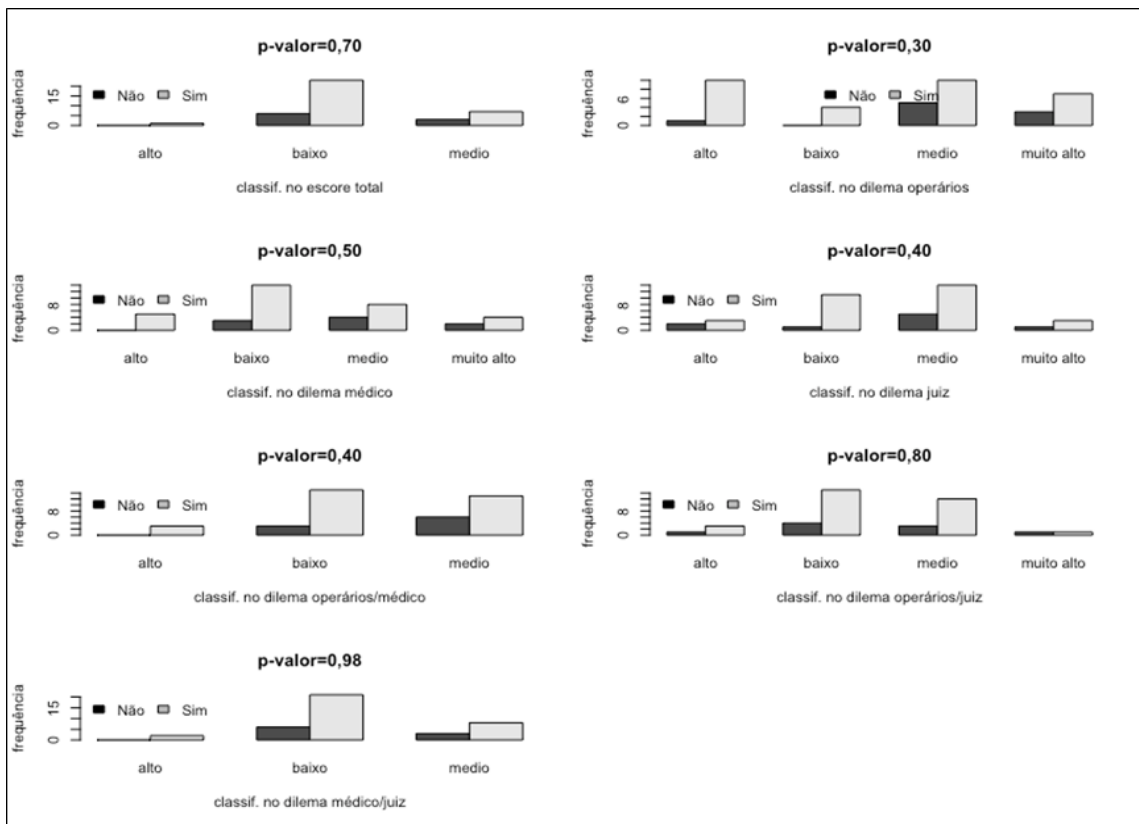 p-valor=0,70
frequência
15
0
Não Sim
alto baixo medio
classif. no escore total
p-valor=0,30
frequência
6
0
Não Sim
alto baixo medio muito alto
classif. no dilema operários
p-valor=0,50
frequência
8
0
Não Sim
alto baixo medio muito alto
classif. no dilema médico
p-valor=0,40
frequência
8
0
Não Sim
alto baixo medio muito alto
classif. no dilema juiz
p-valor=0,40
frequência
8
0
Não Sim
alto baixo medio
classif. no dilema operários/médico
p-valor=0,80
frequência
8
0
Não Sim
alto baixo medio muito alto
classif. no dilema operários/juiz
p-valor=0,98
frequência
15
0
Não Sim
alto baixo medio
classif. no dilema médico/juiz